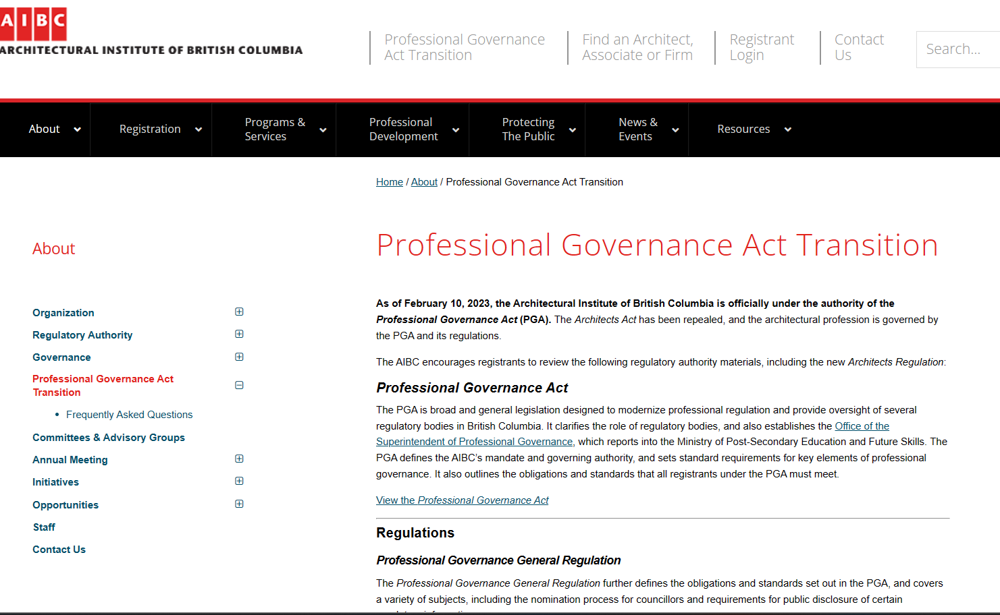 AIBC
ARCHITECTURAL INSTITUTE OF BRITISH COLUMBIA
Professional Governance
Act Transition
Find an Architect,
Associate or Firm
Registrant
Login
Contact
Us
Search...
About
Registration
Programs &
Services
Professional
Development
Protecting
The Public
News &
Events
Resources
Home / About / Professional Governance Act Transition
About
Organization
Regulatory Authority
Governance
Professional Governance Act
Transition
• Frequently Asked Questions
Committees & Advisory Groups
Annual Meeting
Initiatives
Opportunities
Staff
Contact Us
Professional Governance Act Transition
As of February 10, 2023, the Architectural Institute of British Columbia is officially under the authority of the
Professional Governance Act (PGA). The Architects Act has been repealed, and the architectural profession is governed by
the PGA and its regulations.
The AIBC encourages registrants to review the following regulatory authority materials, including the new Architects Regulation:
Professional Governance Act
The PGA is broad and general legislation designed to modernize professional regulation and provide oversight of several
regulatory bodies in British Columbia. It clarifies the role of regulatory bodies, and also establishes the Office of the
Superintendent of Professional Governance, which reports into the Ministry of Post-Secondary Education and Future Skills. The
PGA defines the AIBC's mandate and governing authority, and sets standard requirements for key elements of professional
governance. It also outlines the obligations and standards that all registrants under the PGA must meet.
View the Professional Governance Act
Regulations
Professional Governance General Regulation
The Professional Governance General Regulation further defines the obligations and standards set out in the PGA, and covers
a variety of subjects, including the nomination process for councillors and requirements for public disclosure of certain